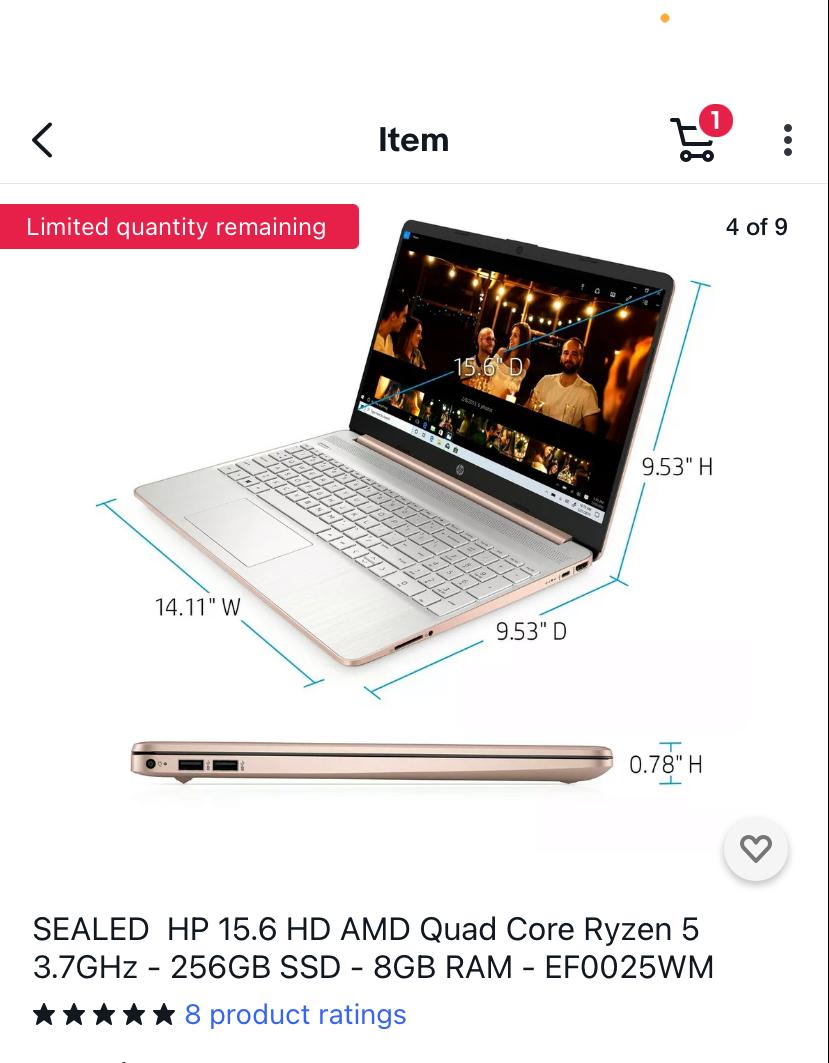 Item
1
Limited quantity remaining
4 of 9
15.6" D
9.53" H
14.11" W
9.53" D
0.78" H
SEALED HP 15.6 HD AMD Quad Core Ryzen 5
3.7GHz - 256GB SSD - 8GB RAM - EF0025WM
8 product ratings